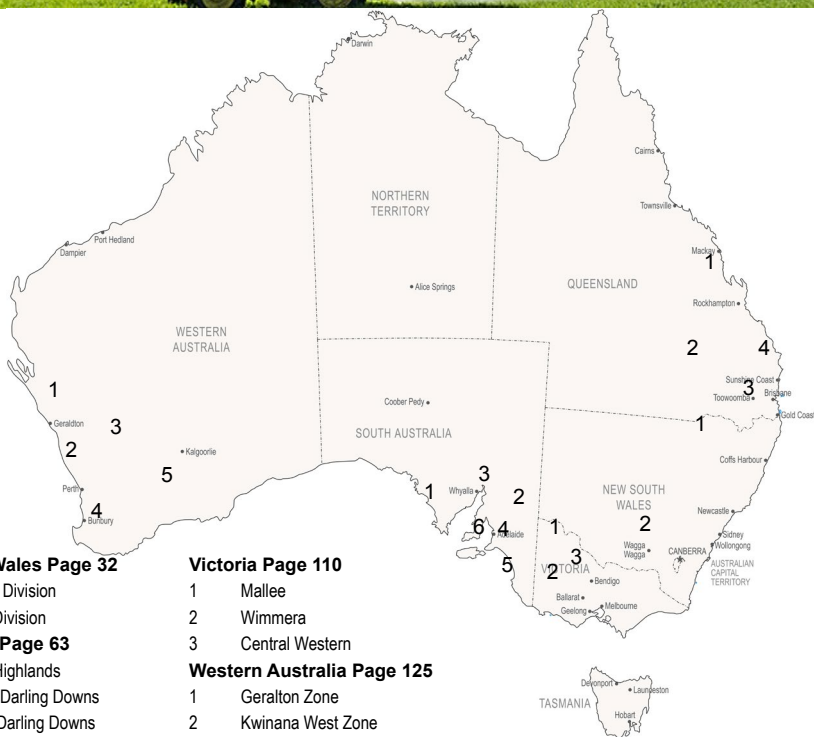 Darwin
Cairns
Townsville
NORTHERN
TERRITORY
Port Hedland
Dampier
Mackay
1
Alice Springs
QUEENSLAND
Rockhampton
WESTERN
AUSTRALIA
2
4
Sunshine Coast
3
Toowoomba
Brisbane
1
Coober Pedy
Gold Coast
Geraldton
3
1
SOUTH AUSTRALIA
2
Kalgoorlie
Coffs Harbour
5
3
Perth
Whyalla
1
2
NEW SOUTH
WALES
4
Bunbury
Newcastle
6
4
Adelaide
1
2
Sidney
Wagga
Wagga
Wollongong
CANBERRA
3
5
2
VICTORIA
AUSTRALIAN
CAPITAL
TERRITORY
Bendigo
Ballarat
Melbourne
Geelong
Devonport
Launceston
TASMANIA
Hobart
Wales Page 32
Division
Division
Page 63
Highlands
Darling Downs
Darling Downs
Victoria Page 110
1 Mallee
2 Wimmera
3 Central Western
Western Australia Page 125
1 Geralton Zone
2 Kwinana West Zone